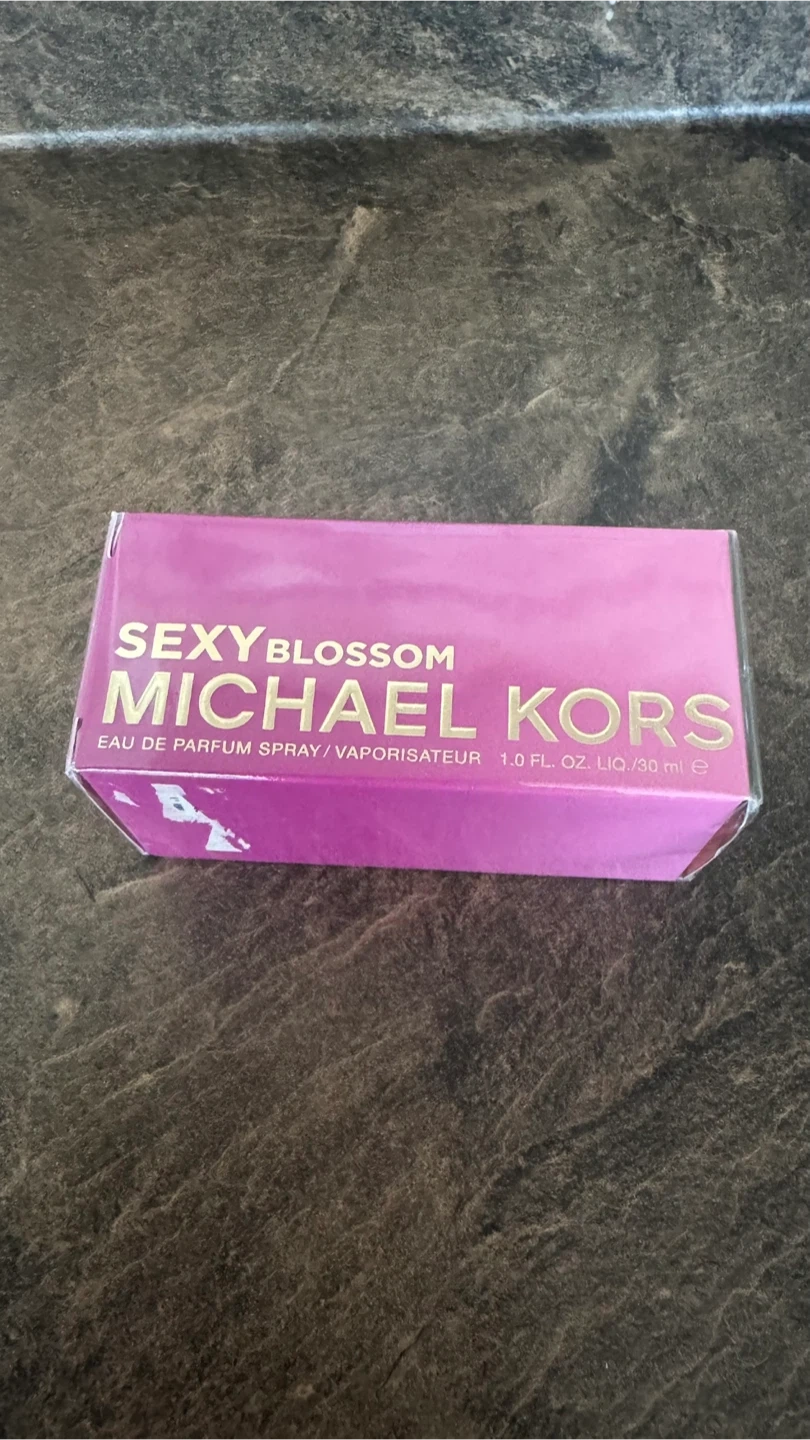 SEXY BLOSSOM
MICHAEL KORS
EAU DE PARFUM SPRAY / VAPORISATEUR 1.0 FL. OZ. LIQ./30 ml ℮